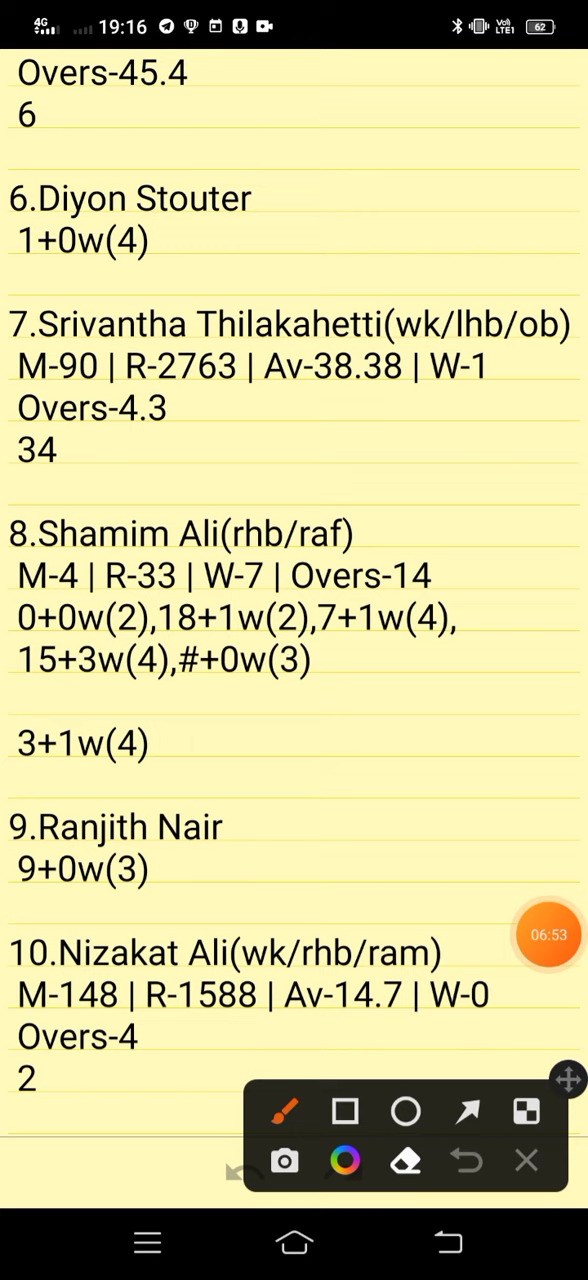 4G 19:16 Vo)) LTE1 62
Overs-45.4
6
6.Diyon Stouter
1+0w(4)
7.Srivantha Thilakahetti(wk/lhb/ob)
M-90 | R-2763 | Av-38.38 | W-1
Overs-4.3
34
8.Shamim Ali(rhb/raf)
M-4 | R-33 | W-7 | Overs-14
0+0w(2),18+1w(2),7+1w(4),
15+3w(4),#+0w(3)
3+1w(4)
9.Ranjith Nair
9+0w(3)
06:53
10.Nizakat Ali(wk/rhb/ram)
M-148 | R-1588 | Av-14.7 | W-0
Overs-4
2